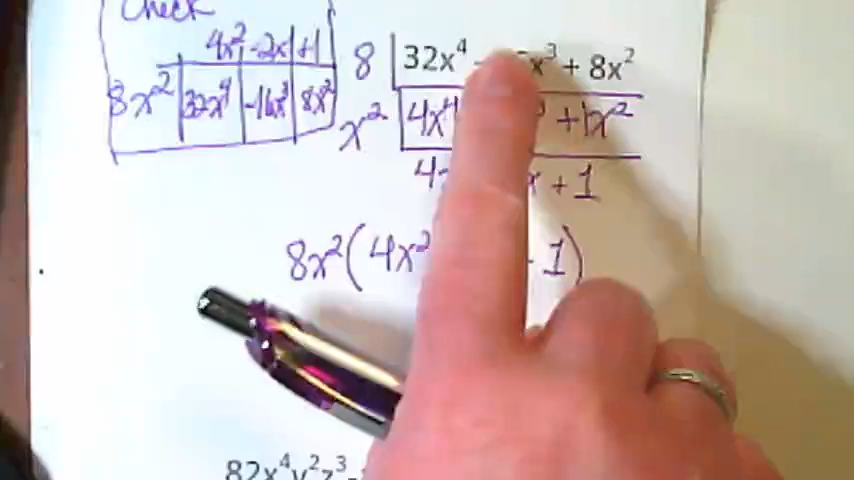 Check
4x² -2x +1
8x² 32x⁴ -16x³ 8x²
8 32x⁴ - x³ + 8x²
x² 4x⁴ + 1x²
4 x + 1
8x²(4x² 1)
82x⁴y²z³-